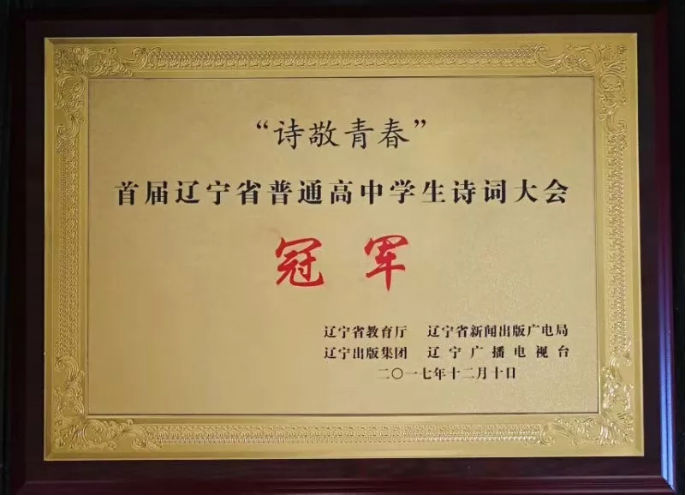 “诗敬青春”
首届辽宁省普通高中学生诗词大会
冠军
辽宁省教育厅 辽宁省新闻出版广电局
辽宁出版集团 辽宁广播电视台
二〇一七年十二月十日